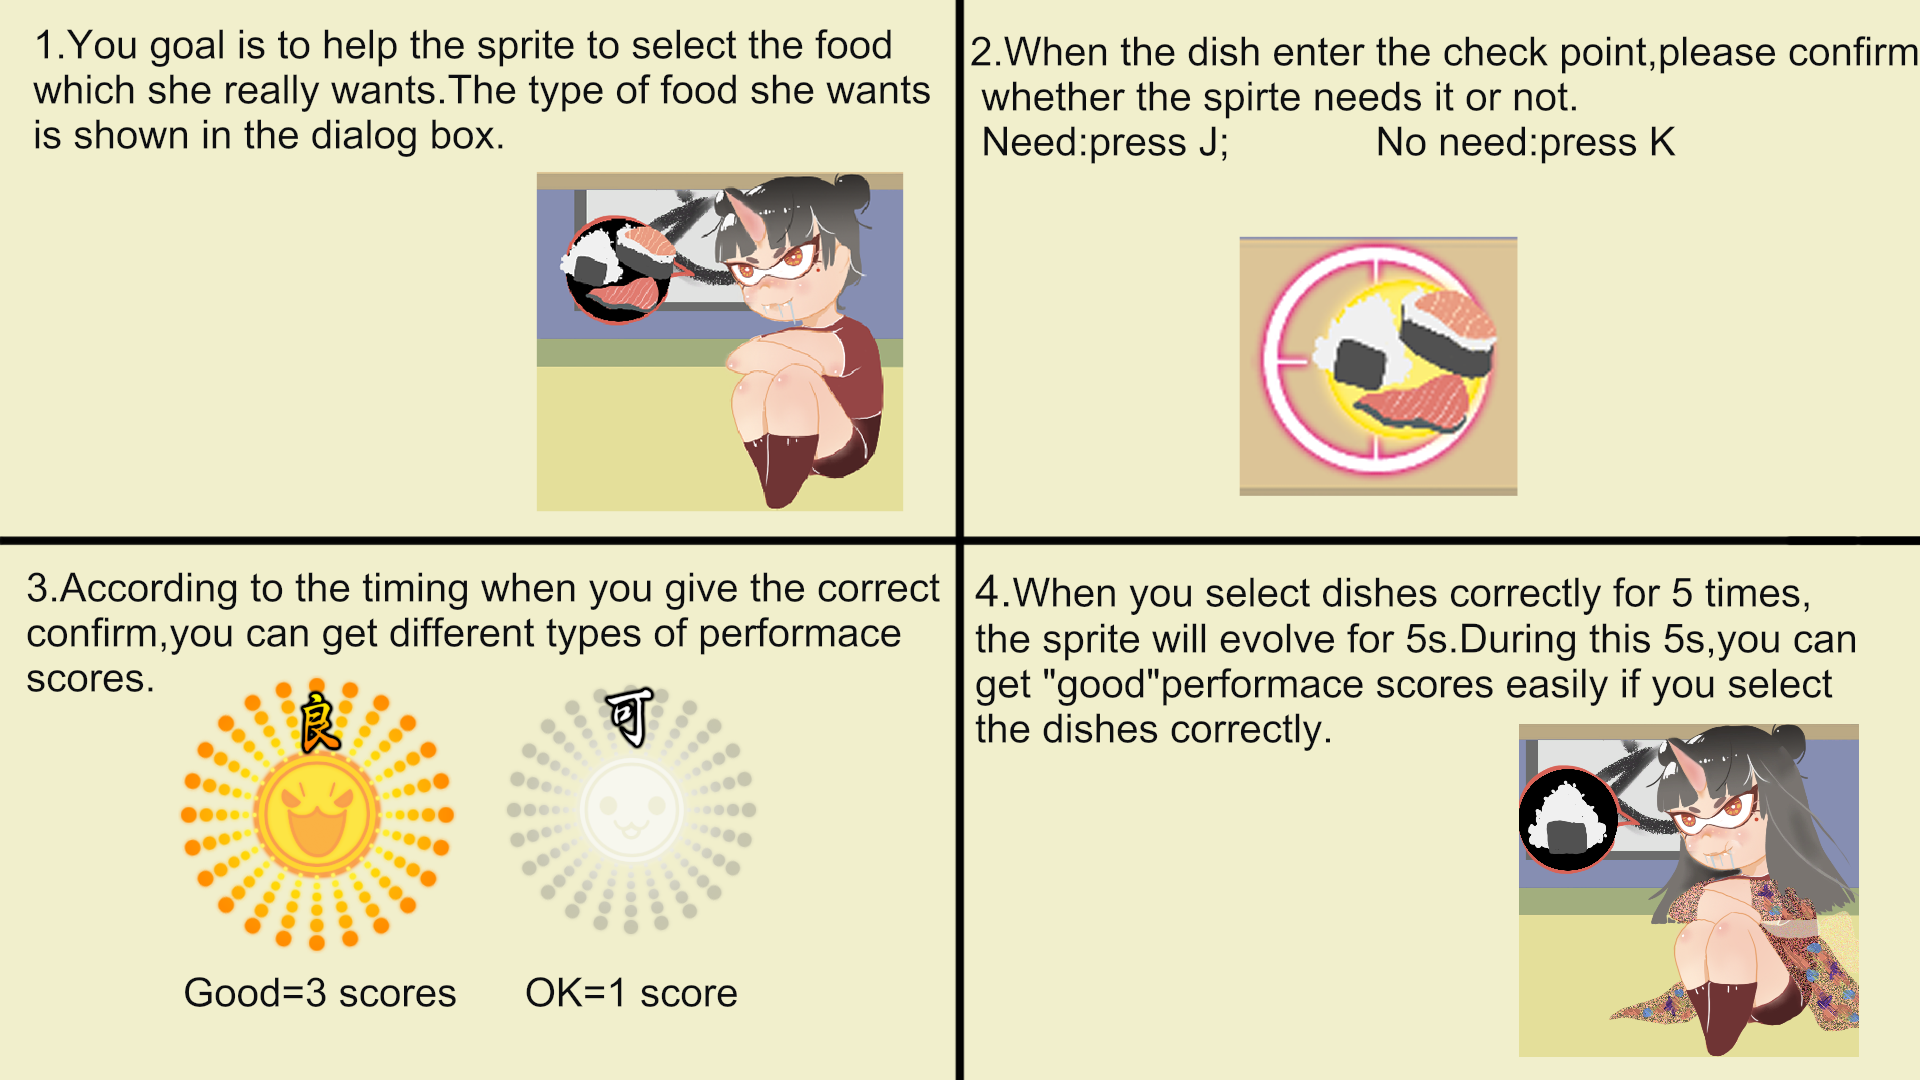 1.You goal is to help the sprite to select the food
which she really wants.The type of food she wants
is shown in the dialog box.
2.When the dish enter the check point,please confirm
whether the spirte needs it or not.
Need:press J; No need:press K
3.According to the timing when you give the correct
confirm,you can get different types of performace
scores.
良 可
Good=3 scores OK=1 score
4.When you select dishes correctly for 5 times,
the sprite will evolve for 5s.During this 5s,you can
get "good"performace scores easily if you select
the dishes correctly.